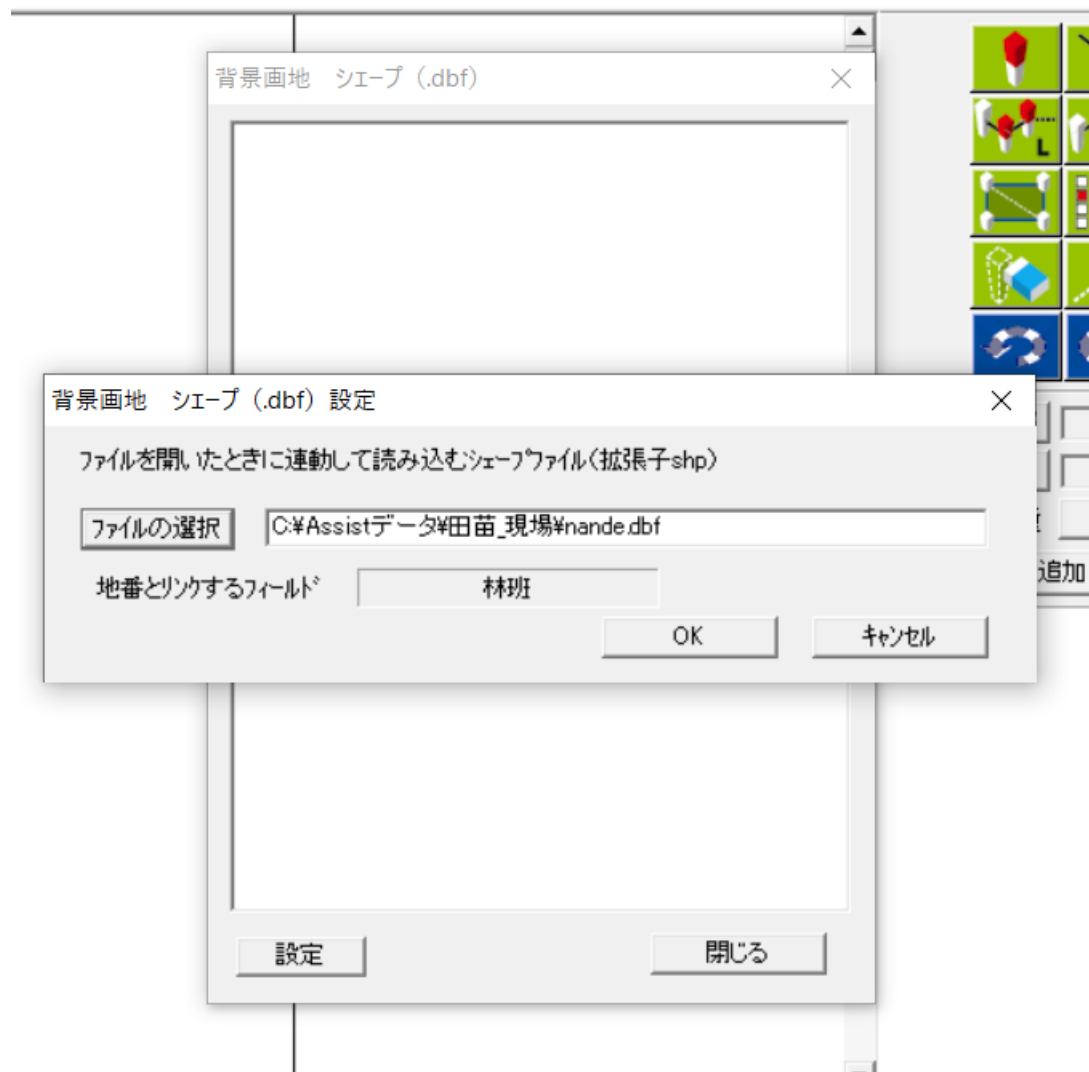 背景画地　シェープ（.dbf）
L
背景画地　シェープ（.dbf）設定
ﾌｧｲﾙを開いたときに連動して読み込むｼｪｰﾌﾟﾌｧｲﾙ(拡張子shp)
ﾌｧｲﾙの選択
C:¥Assistデータ¥田苗_現場¥nande.dbf
地番とﾘﾝｸするﾌｨｰﾙﾄﾞ
林班
追加
OK
ｷｬﾝｾﾙ
設定
閉じる